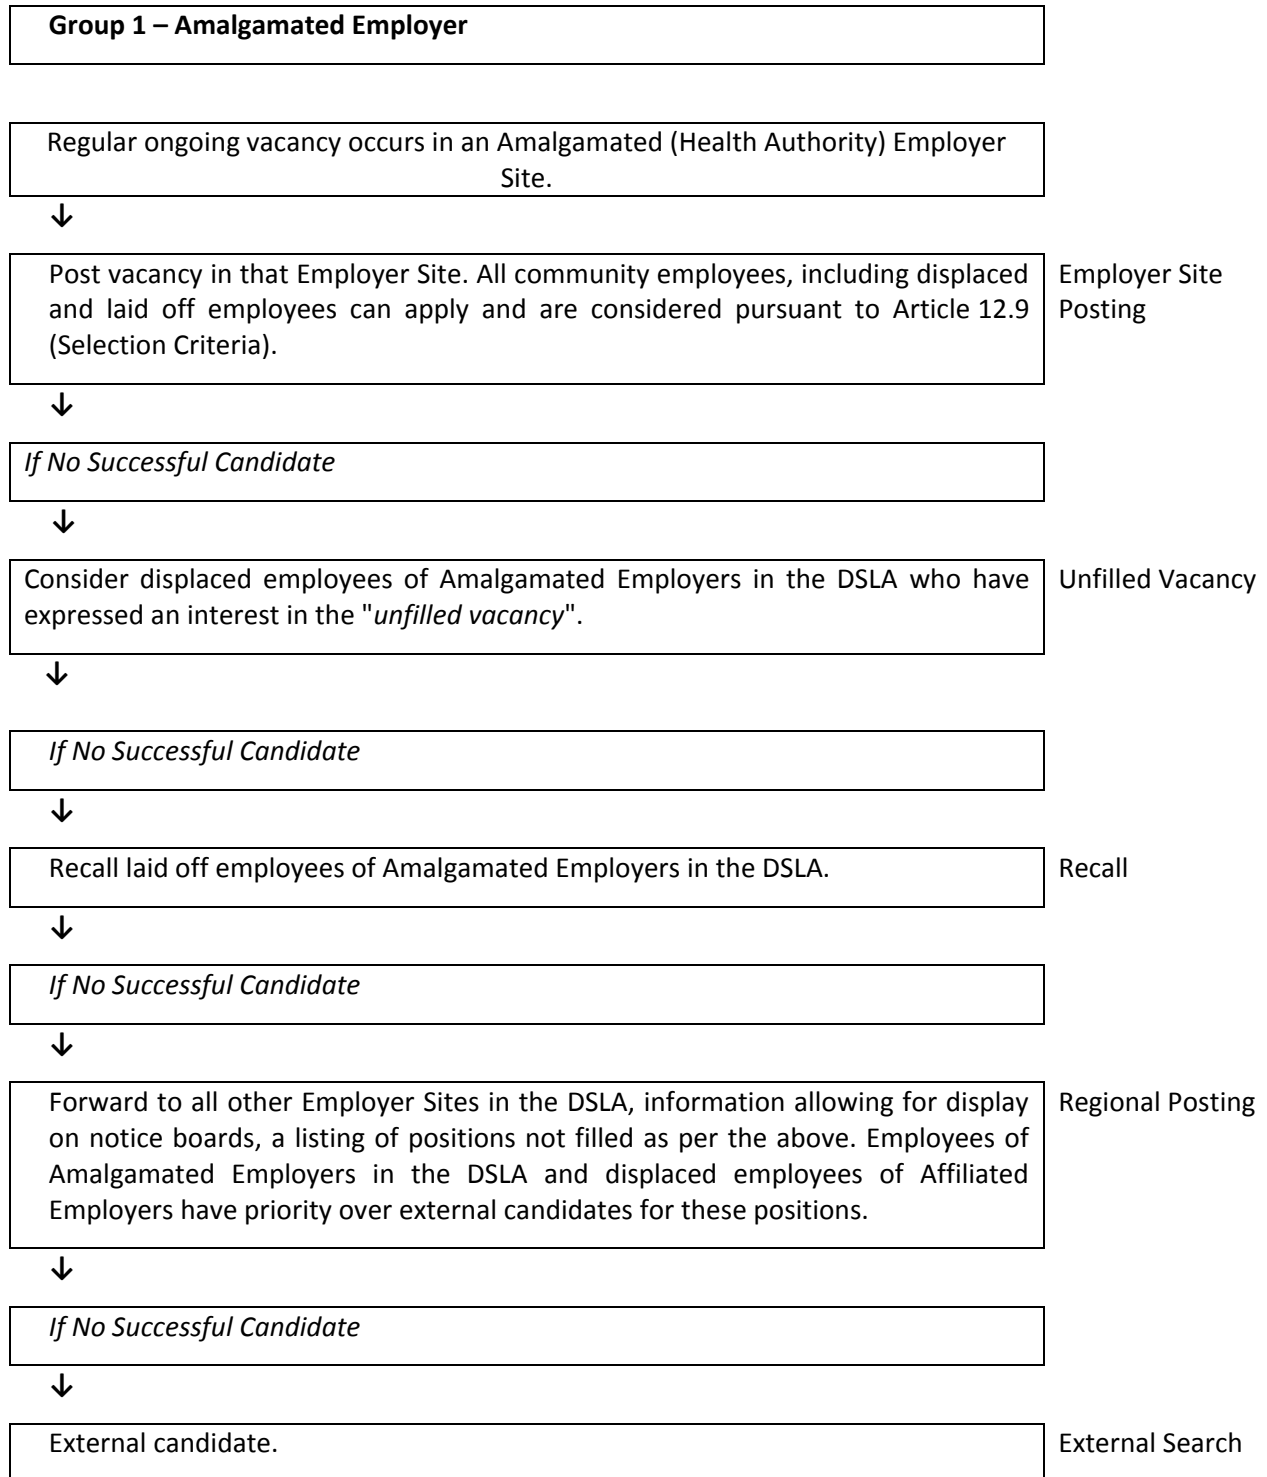 Group 1 – Amalgamated Employer
Regular ongoing vacancy occurs in an Amalgamated (Health Authority) Employer
Site.
↓
Post vacancy in that Employer Site. All community employees, including displaced
and laid off employees can apply and are considered pursuant to Article 12.9
(Selection Criteria).
Employer Site
Posting
↓
If No Successful Candidate
↓
Consider displaced employees of Amalgamated Employers in the DSLA who have
expressed an interest in the "unfilled vacancy".
Unfilled Vacancy
↓
If No Successful Candidate
↓
Recall laid off employees of Amalgamated Employers in the DSLA.
Recall
↓
If No Successful Candidate
↓
Forward to all other Employer Sites in the DSLA, information allowing for display
on notice boards, a listing of positions not filled as per the above. Employees of
Amalgamated Employers in the DSLA and displaced employees of Affiliated
Employers have priority over external candidates for these positions.
Regional Posting
↓
If No Successful Candidate
↓
External candidate.
External Search